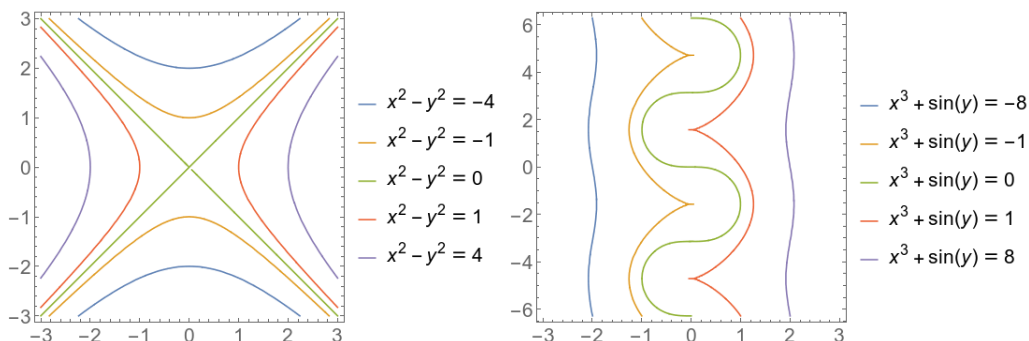 3
2
1
0
−1
−2
−3
−3 −2 −1 0 1 2 3
x² − y² = −4
x² − y² = −1
x² − y² = 0
x² − y² = 1
x² − y² = 4
6
4
2
0
−2
−4
−6
−3 −2 −1 0 1 2 3
x³ + sin(y) = −8
x³ + sin(y) = −1
x³ + sin(y) = 0
x³ + sin(y) = 1
x³ + sin(y) = 8